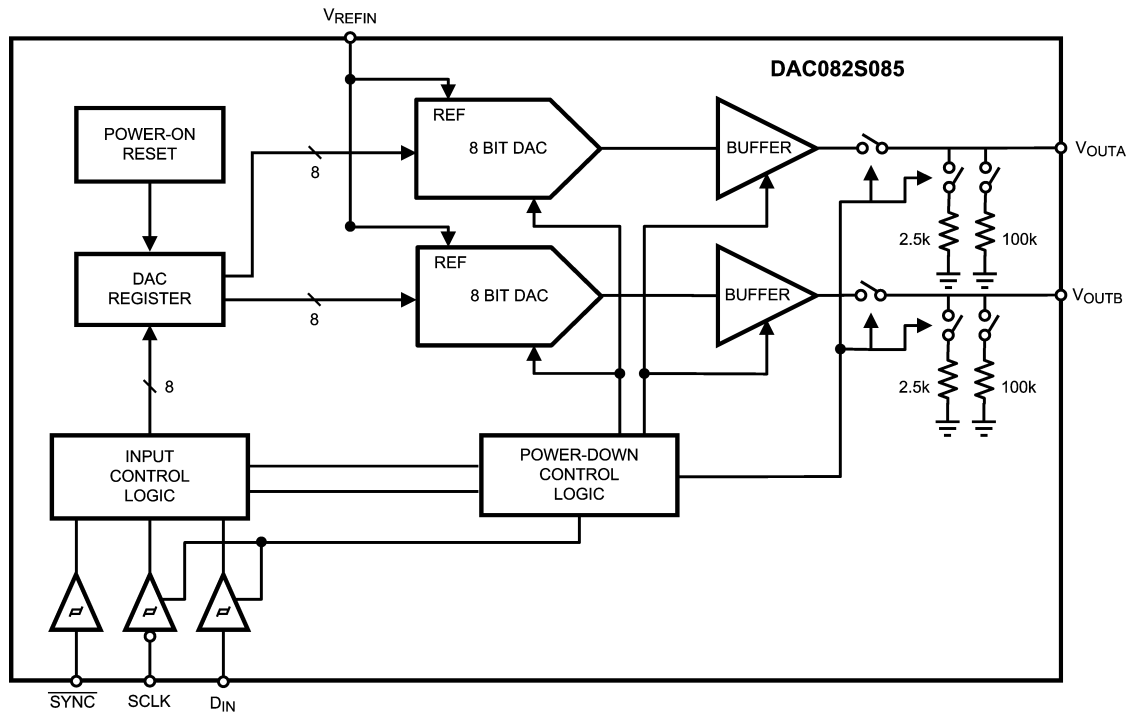 VREFIN
DAC082S085
POWER-ON
RESET
REF
8 BIT DAC
BUFFER
VOUTA
8
2.5k
100k
DAC
REGISTER
REF
8 BIT DAC
BUFFER
VOUTB
8
8
2.5k
100k
INPUT
CONTROL
LOGIC
POWER-DOWN
CONTROL
LOGIC
SYNC
SCLK
DIN